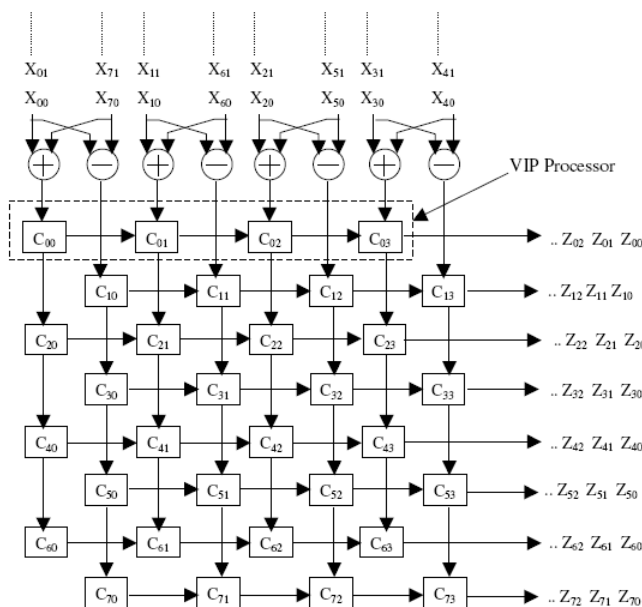 X01 X71 X11 X61 X21 X51 X31 X41
X00 X70 X10 X60 X20 X50 X30 X40
+ − + − + − + −
VIP Processor
C00 C01 C02 C03 .. Z02 Z01 Z00
C10 C11 C12 C13 .. Z12 Z11 Z10
C20 C21 C22 C23 .. Z22 Z21 Z20
C30 C31 C32 C33 .. Z32 Z31 Z30
C40 C41 C42 C43 .. Z42 Z41 Z40
C50 C51 C52 C53 .. Z52 Z51 Z50
C60 C61 C62 C63 .. Z62 Z61 Z60
C70 C71 C72 C73 .. Z72 Z71 Z70